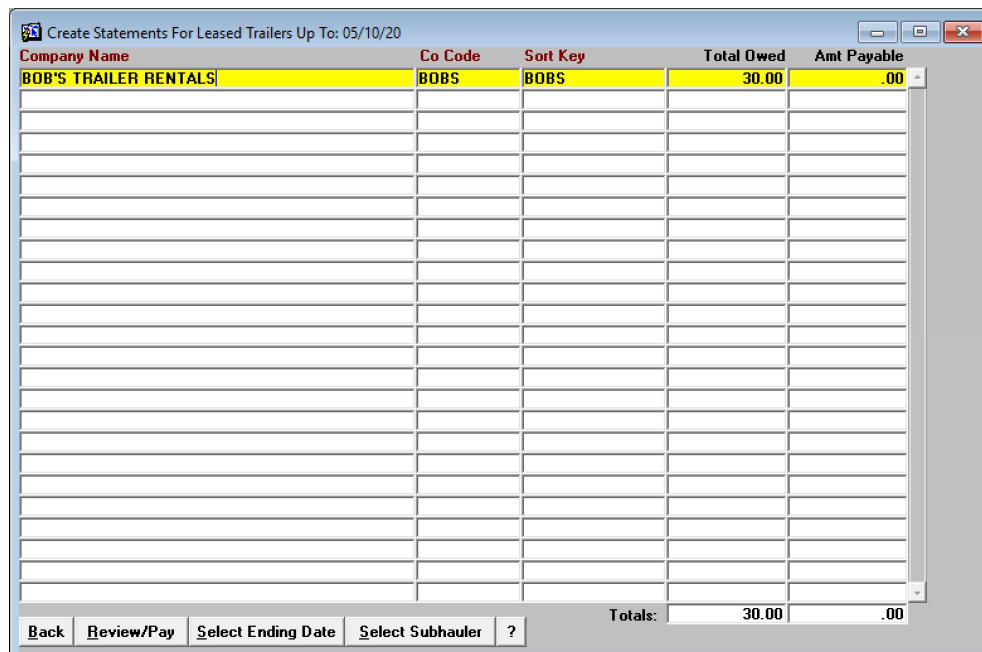 Create Statements For Leased Trailers Up To: 05/10/20
Company Name Co Code Sort Key Total Owed Amt Payable
BOB'S TRAILER RENTALS BOBS BOBS 30.00 .00
Totals: 30.00 .00
Back Review/Pay Select Ending Date Select Subhauler ?